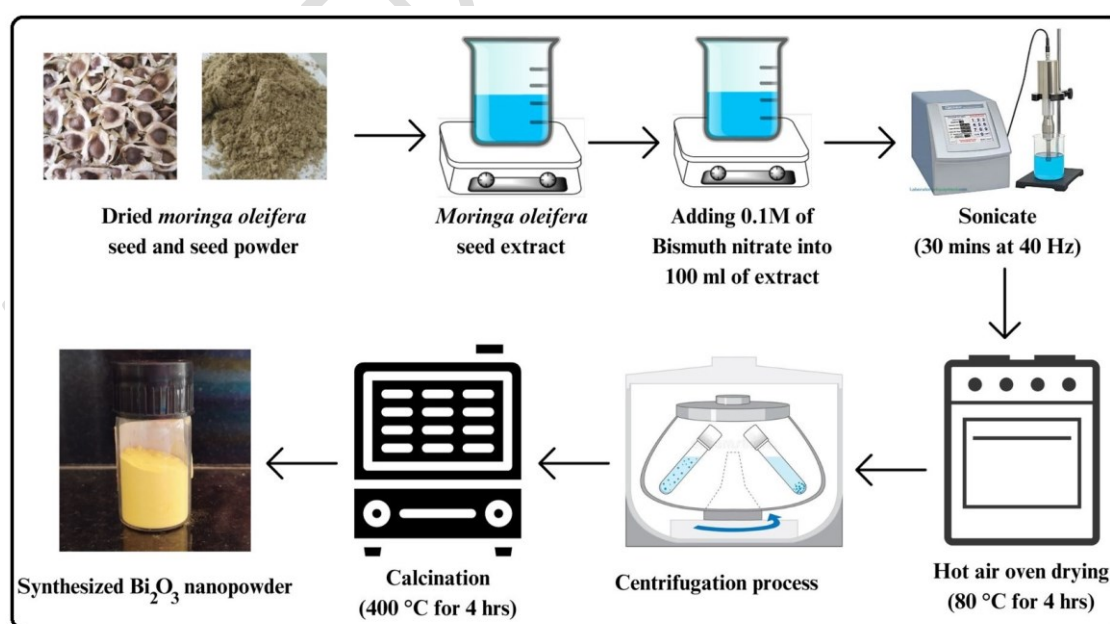 Dried moringa oleifera
seed and seed powder
Moringa oleifera
seed extract
Adding 0.1M of
Bismuth nitrate into
100 ml of extract
Sonicate
(30 mins at 40 Hz)
Hot air oven drying
(80 °C for 4 hrs)
Centrifugation process
Calcination
(400 °C for 4 hrs)
Synthesized Bi₂O₃ nanopowder